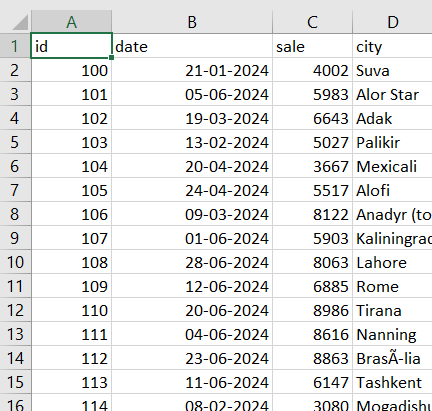 A B C D
1 id date sale city
2 100 21-01-2024 4002 Suva
3 101 05-06-2024 5983 Alor Star
4 102 19-03-2024 6643 Adak
5 103 13-02-2024 5027 Palikir
6 104 20-04-2024 3667 Mexicali
7 105 24-04-2024 5517 Alofi
8 106 09-03-2024 8122 Anadyr (to
9 107 01-06-2024 5903 Kaliningrad
10 108 28-06-2024 8063 Lahore
11 109 12-06-2024 6885 Rome
12 110 20-06-2024 8986 Tirana
13 111 04-06-2024 8616 Nanning
14 112 23-06-2024 8863 BrasÃ-lia
15 113 11-06-2024 6147 Tashkent
16 114 08-02-2024 3080 Mogadishu